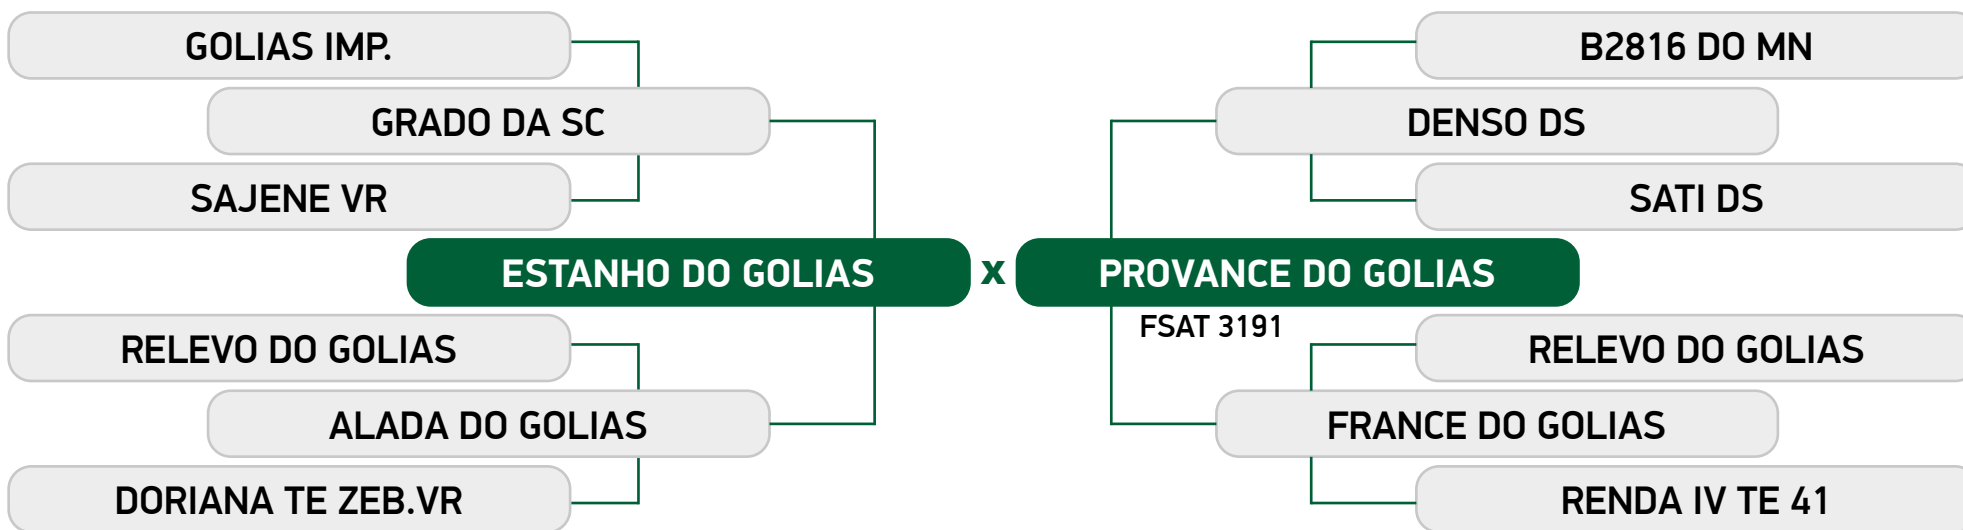 GOLIAS IMP.
GRADO DA SC
SAJENE VR
ESTANHO DO GOLIAS
RELEVO DO GOLIAS
ALADA DO GOLIAS
DORIANA TE ZEB.VR
x
B2816 DO MN
DENSO DS
SATI DS
PROVANCE DO GOLIAS
FSAT 3191
RELEVO DO GOLIAS
FRANCE DO GOLIAS
RENDA IV TE 41